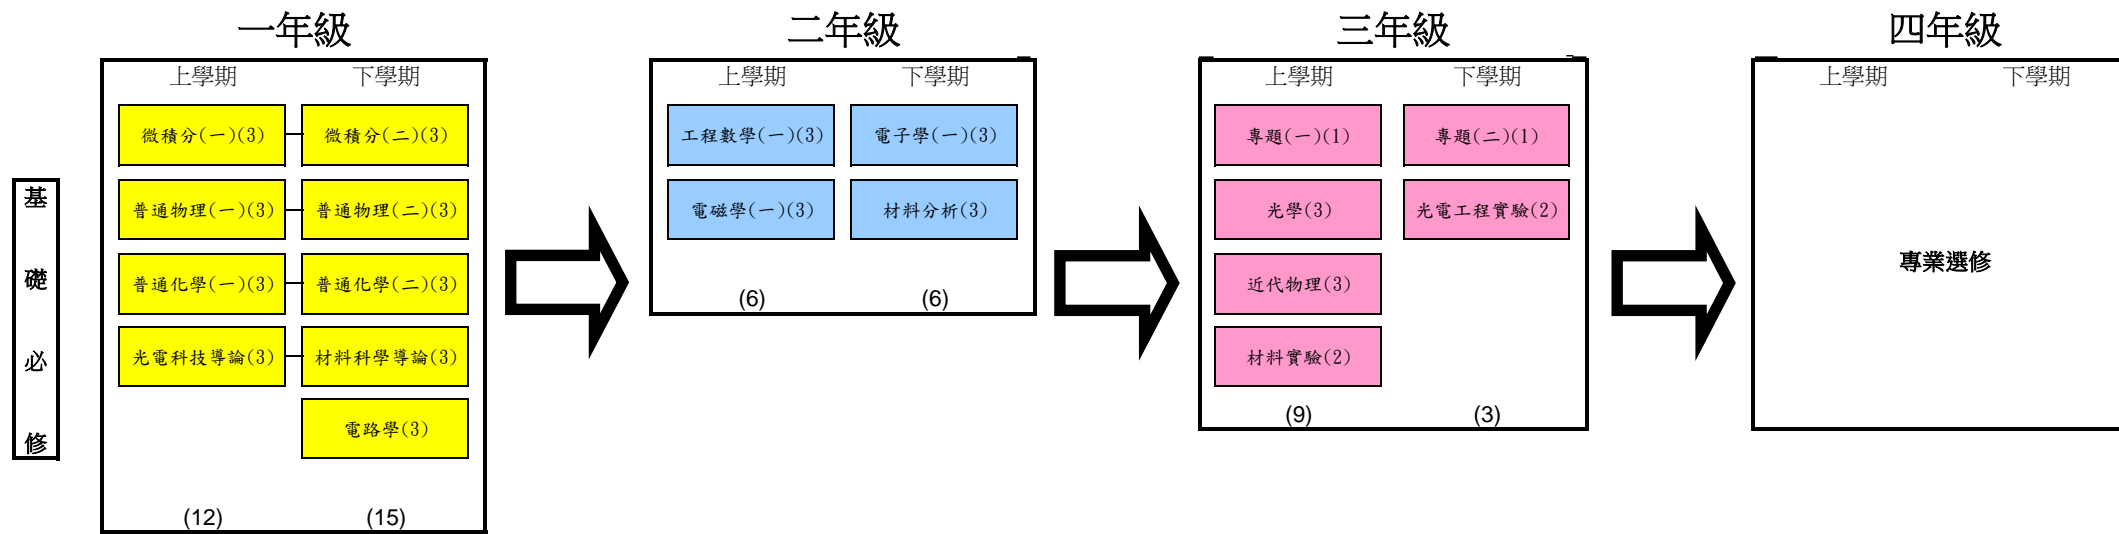 一年級
二年級
三年級
四年級
上學期 下學期
上學期 下學期
上學期 下學期
上學期 下學期
微積分(一)(3) 微積分(二)(3)
工程數學(一)(3) 電子學(一)(3)
專題(一)(1) 專題(二)(1)
基礎必修
普通物理(一)(3) 普通物理(二)(3)
電磁學(一)(3) 材料分析(3)
光學(3) 光電工程實驗(2)
普通化學(一)(3) 普通化學(二)(3)
(6) (6)
近代物理(3)
專業選修
光電科技導論(3) 材料科學導論(3)
材料實驗(2)
電路學(3)
(9) (3)
(12) (15)